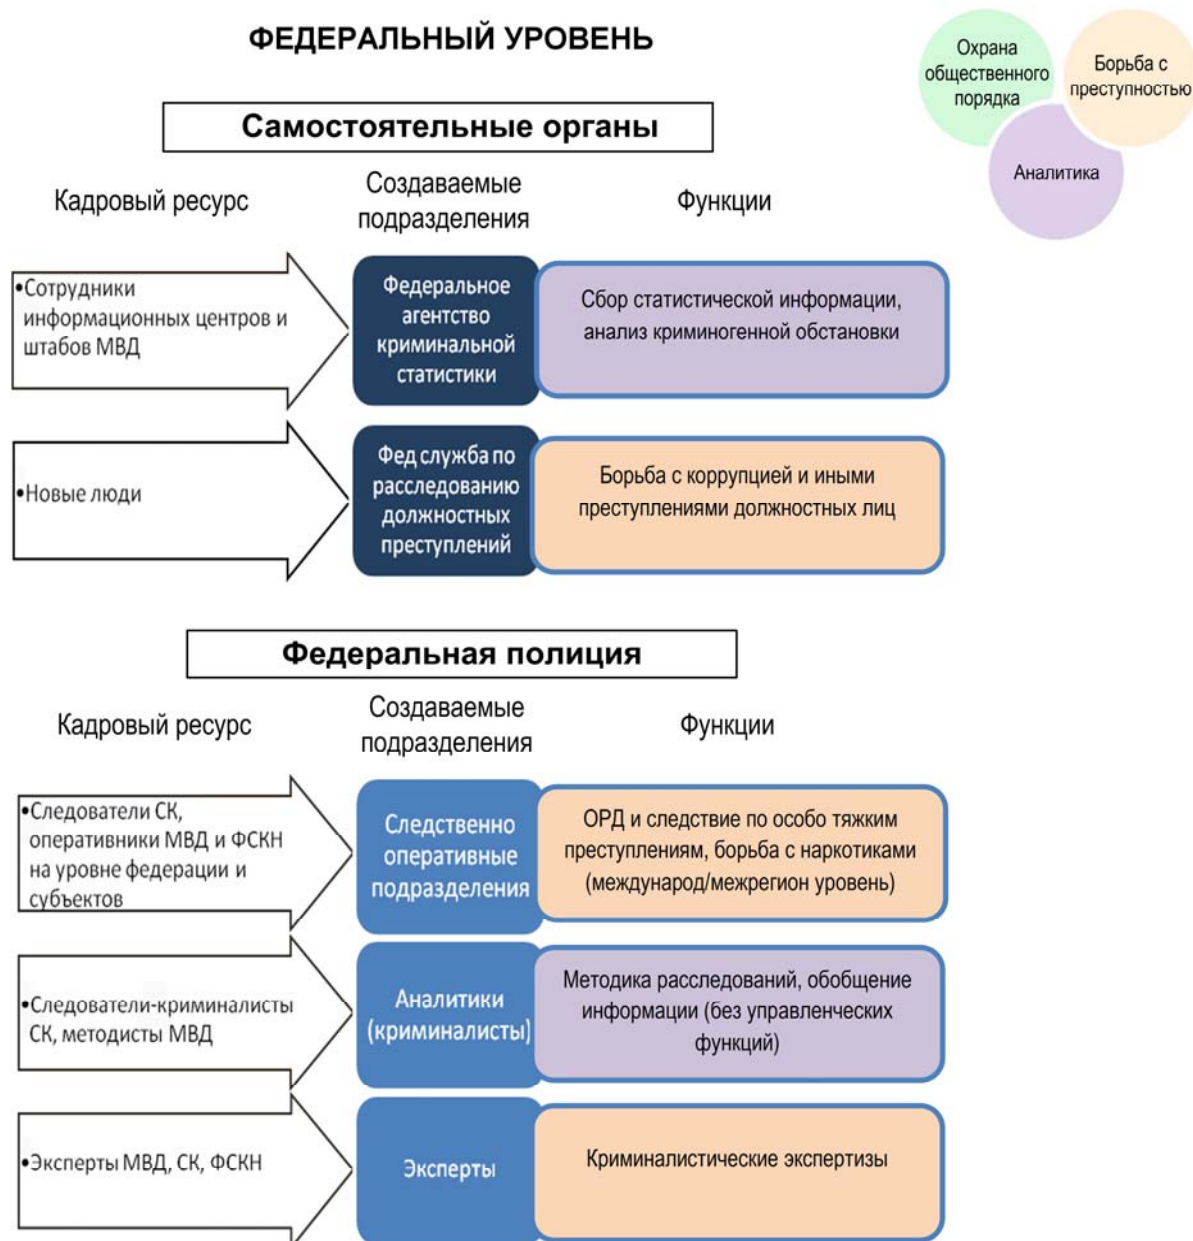 ФЕДЕРАЛЬНЫЙ УРОВЕНЬ
Охрана
общественного
порядка
Борьба с
преступностью
Аналитика
Самостоятельные органы
Кадровый ресурс
Создаваемые
подразделения
Функции
•Сотрудники
информационных центров и
штабов МВД
Федеральное
агентство
криминальной
статистики
Сбор статистической информации,
анализ криминогенной обстановки
•Новые люди
Фед служба по
расследованию
должностных
преступлений
Борьба с коррупцией и иными
преступлениями должностных лиц
Федеральная полиция
Кадровый ресурс
Создаваемые
подразделения
Функции
•Следователи СК,
оперативники МВД и ФСКН
на уровне федерации и
субъектов
Следственно
оперативные
подразделения
ОРД и следствие по особо тяжким
преступлениям, борьба с наркотиками
(международ/межрегион уровень)
•Следователи-криминалисты
СК, методисты МВД
Аналитики
(криминалисты)
Методика расследований, обобщение
информации (без управленческих
функций)
•Эксперты МВД, СК, ФСКН
Эксперты
Криминалистические экспертизы